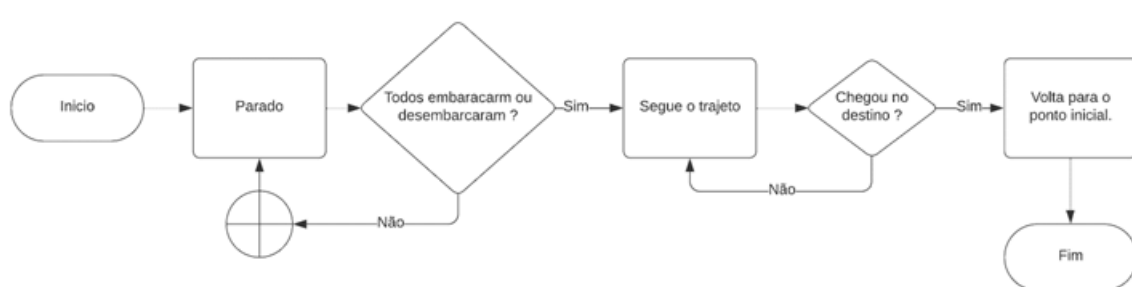 Inicio
Parado
Todos embaracarm ou
desembarcaram ?
Sim
Segue o trajeto
Chegou no
destino ?
Sim
Volta para o
ponto inicial.
Não
Não
Fim